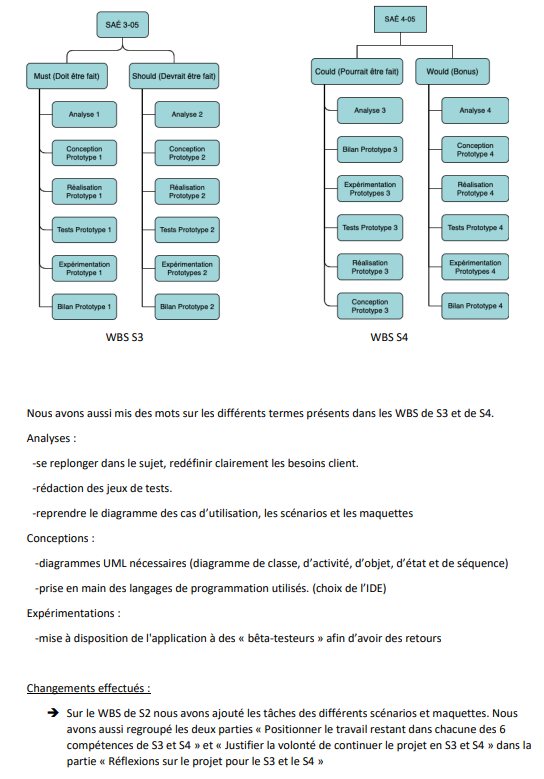 SAÉ 3-05
Must (Doit être fait)
Should (Devrait être fait)
Analyse 1
Conception
Prototype 1
Réalisation
Prototype 1
Tests Prototype 1
Expérimentation
Prototype 1
Bilan Prototype 1
Analyse 2
Conception
Prototype 2
Réalisation
Prototype 2
Tests Prototype 2
Expérimentation
Prototypes 2
Bilan Prototype 2
WBS S3
SAÉ 4-05
Could (Pourrait être fait)
Would (Bonus)
Analyse 3
Bilan Prototype 3
Expérimentation
Prototypes 3
Tests Prototype 3
Réalisation
Prototype 3
Conception
Prototype 3
Analyse 4
Conception
Prototype 4
Réalisation
Prototype 4
Tests Prototype 4
Expérimentation
Prototypes 4
Bilan Prototype 4
WBS S4
Nous avons aussi mis des mots sur les différents termes présents dans les WBS de S3 et de S4.
Analyses :
-se replonger dans le sujet, redéfinir clairement les besoins client.
-rédaction des jeux de tests.
-reprendre le diagramme des cas d’utilisation, les scénarios et les maquettes
Conceptions :
-diagrammes UML nécessaires (diagramme de classe, d’activité, d’objet, d’état et de séquence)
-prise en main des langages de programmation utilisés. (choix de l’IDE)
Expérimentations :
-mise à disposition de l'application à des « bêta-testeurs » afin d’avoir des retours
Changements effectués :
➔ Sur le WBS de S2 nous avons ajouté les tâches des différents scénarios et maquettes. Nous
avons aussi regroupé les deux parties « Positionner le travail restant dans chacune des 6
compétences de S3 et S4 » et « Justifier la volonté de continuer le projet en S3 et S4 » dans la
partie « Réflexions sur le projet pour le S3 et le S4 »